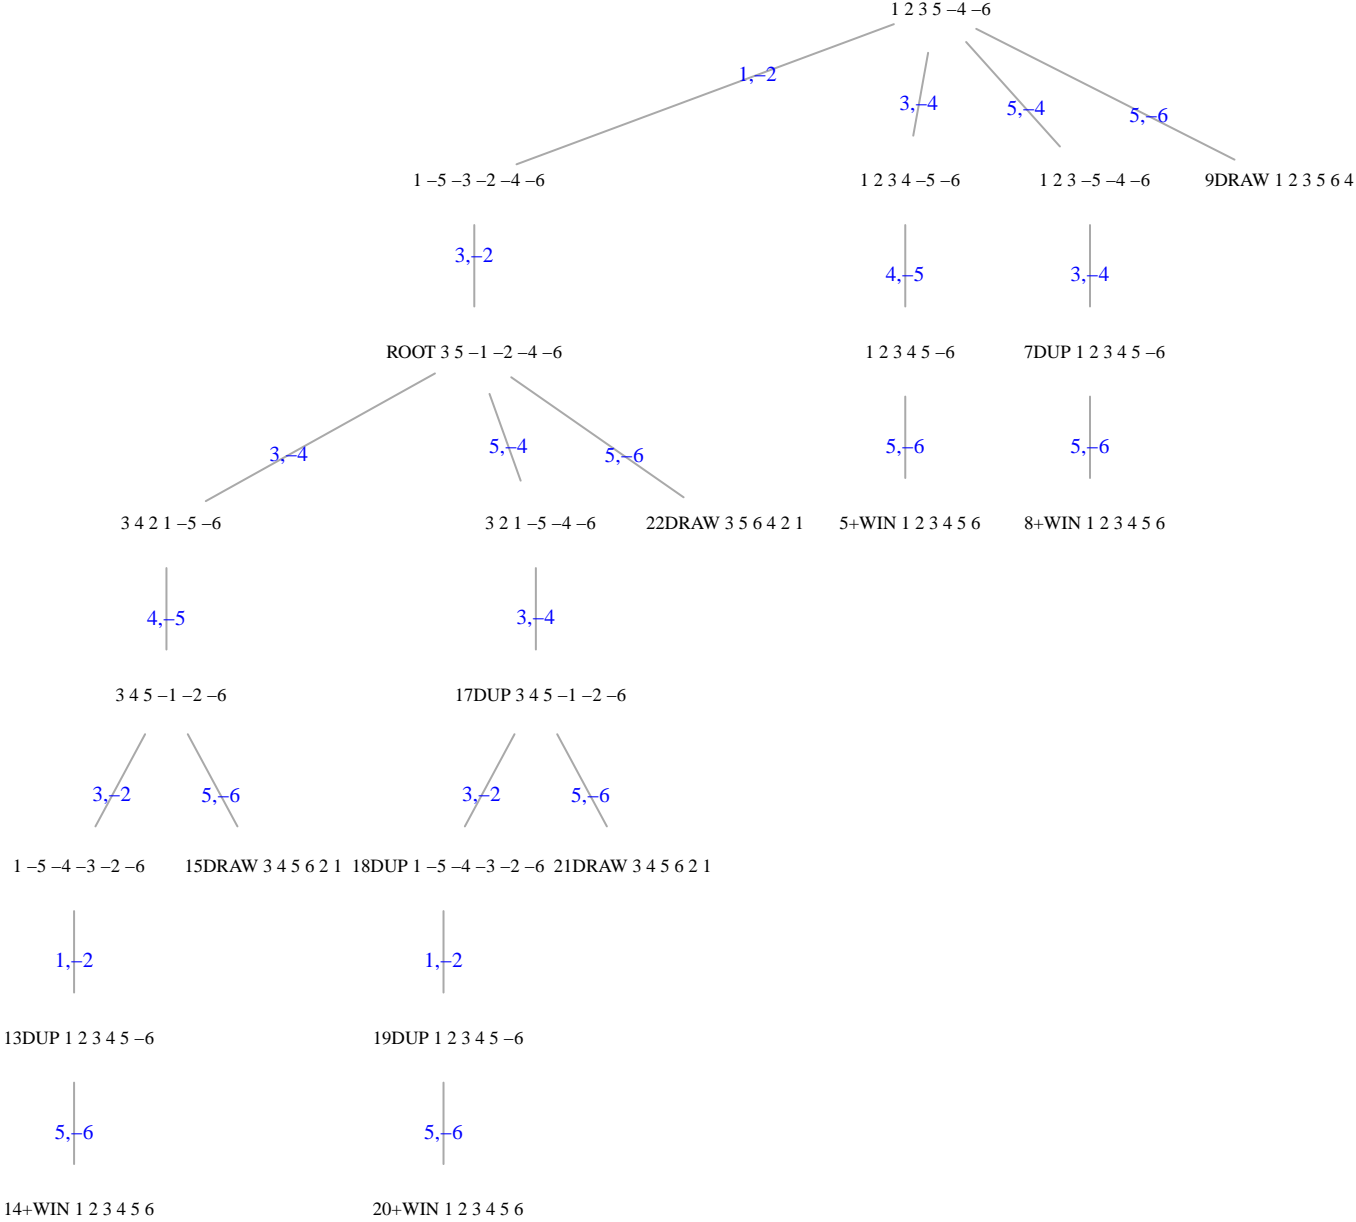 1 2 3 5 –4 –6
1,–2
3,–4
5,–4
5,–6
1 –5 –3 –2 –4 –6
1 2 3 4 –5 –6
1 2 3 –5 –4 –6
9DRAW 1 2 3 5 6 4
3,–2
4,–5
3,–4
ROOT 3 5 –1 –2 –4 –6
1 2 3 4 5 –6
7DUP 1 2 3 4 5 –6
3,–4
5,–4
5,–6
5,–6
5,–6
3 4 2 1 –5 –6
3 2 1 –5 –4 –6
22DRAW 3 5 6 4 2 1
5+WIN 1 2 3 4 5 6
8+WIN 1 2 3 4 5 6
4,–5
3,–4
3 4 5 –1 –2 –6
17DUP 3 4 5 –1 –2 –6
3,–2
5,–6
3,–2
5,–6
1 –5 –4 –3 –2 –6
15DRAW 3 4 5 6 2 1
18DUP 1 –5 –4 –3 –2 –6
21DRAW 3 4 5 6 2 1
1,–2
1,–2
13DUP 1 2 3 4 5 –6
19DUP 1 2 3 4 5 –6
5,–6
5,–6
14+WIN 1 2 3 4 5 6
20+WIN 1 2 3 4 5 6